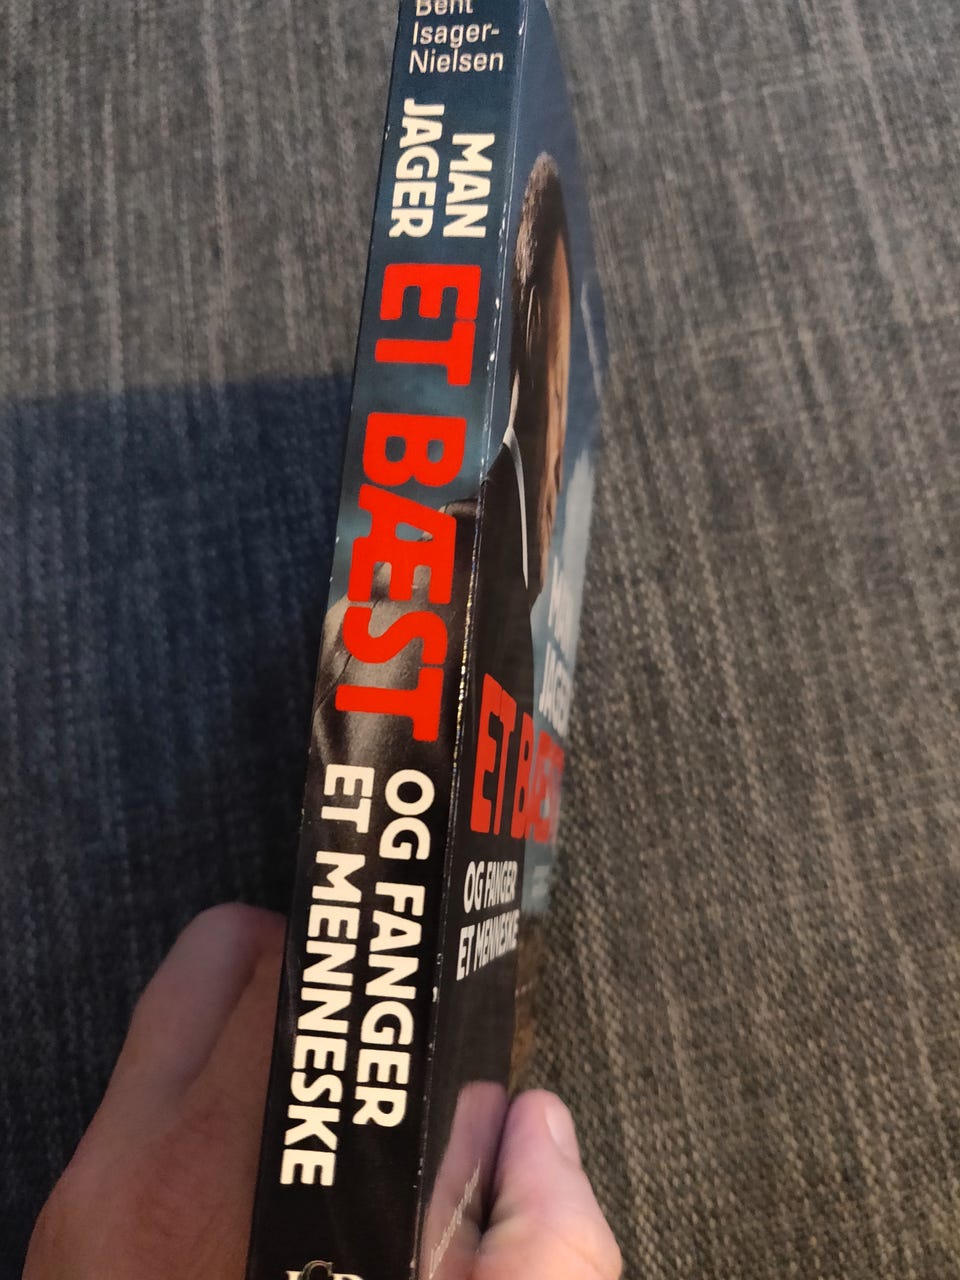 Bent
Isager-
Nielsen
MAN
JAGER
ET BÆST
OG FANGER
ET MENNESKE
MAN
JAGER
ET BÆST
OG FANGER
ET MENNESKE